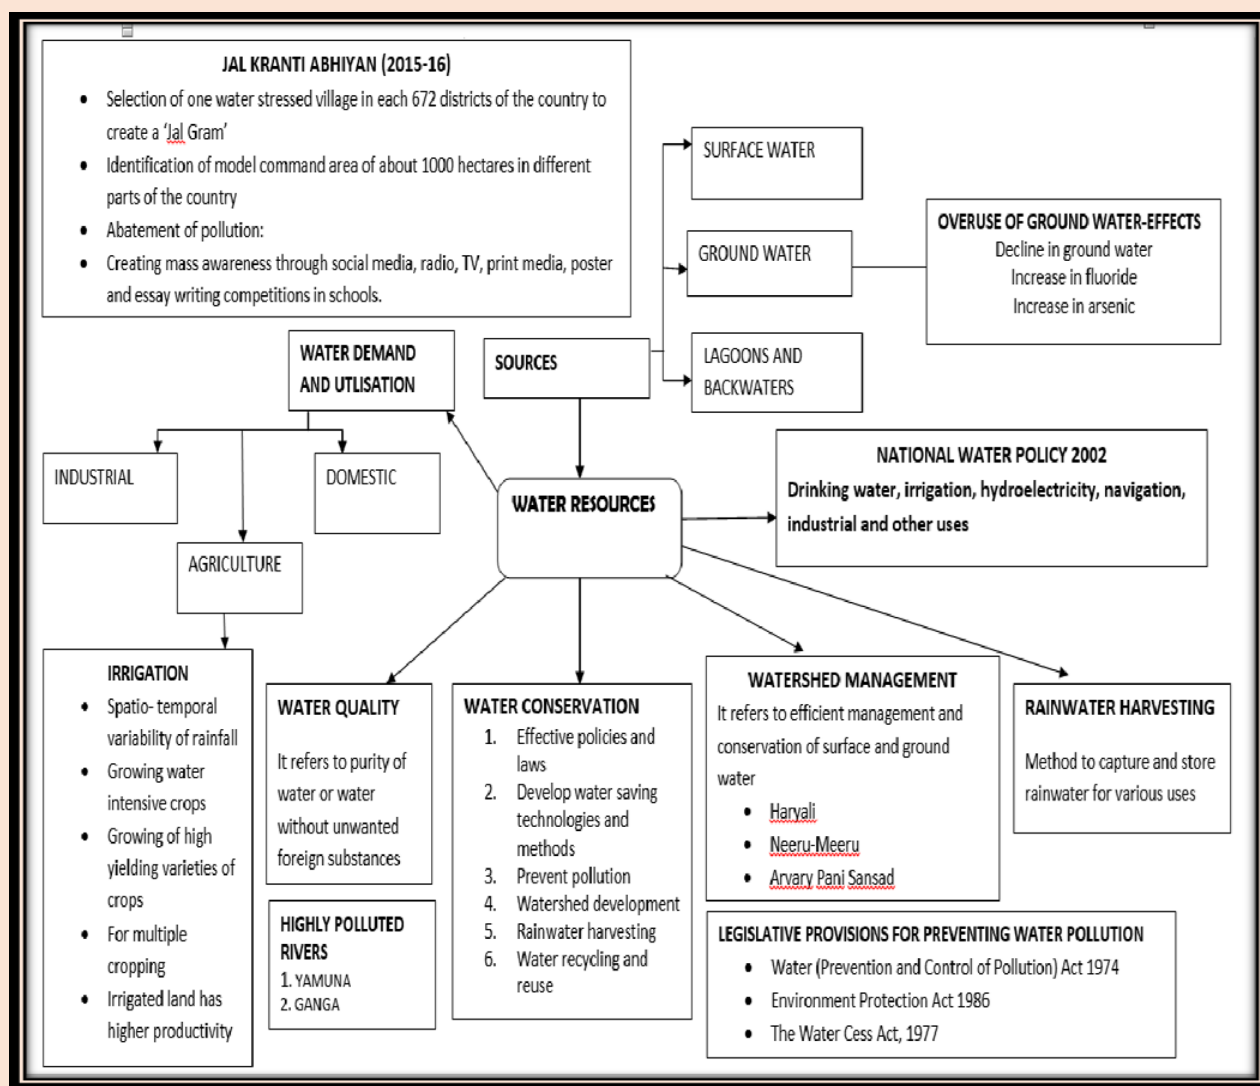 JAL KRANTI ABHIYAN (2015-16)
• Selection of one water stressed village in each 672 districts of the country to
create a ‘Jal Gram’
• Identification of model command area of about 1000 hectares in different
parts of the country
• Abatement of pollution:
• Creating mass awareness through social media, radio, TV, print media, poster
and essay writing competitions in schools.
SURFACE WATER
GROUND WATER
LAGOONS AND
BACKWATERS
OVERUSE OF GROUND WATER-EFFECTS
Decline in ground water
Increase in fluoride
Increase in arsenic
WATER DEMAND
AND UTLISATION
SOURCES
INDUSTRIAL
DOMESTIC
AGRICULTURE
WATER RESOURCES
NATIONAL WATER POLICY 2002
Drinking water, irrigation, hydroelectricity, navigation,
industrial and other uses
IRRIGATION
• Spatio- temporal
variability of rainfall
• Growing water
intensive crops
• Growing of high
yielding varieties of
crops
• For multiple
cropping
• Irrigated land has
higher productivity
WATER QUALITY
It refers to purity of
water or water
without unwanted
foreign substances
HIGHLY POLLUTED
RIVERS
1. YAMUNA
2. GANGA
WATER CONSERVATION
1. Effective policies and
laws
2. Develop water saving
technologies and
methods
3. Prevent pollution
4. Watershed development
5. Rainwater harvesting
6. Water recycling and
reuse
WATERSHED MANAGEMENT
It refers to efficient management and
conservation of surface and ground
water
• Haryali
• Neeru-Meeru
• Arvary Pani Sansad
RAINWATER HARVESTING
Method to capture and store
rainwater for various uses
LEGISLATIVE PROVISIONS FOR PREVENTING WATER POLLUTION
• Water (Prevention and Control of Pollution) Act 1974
• Environment Protection Act 1986
• The Water Cess Act, 1977